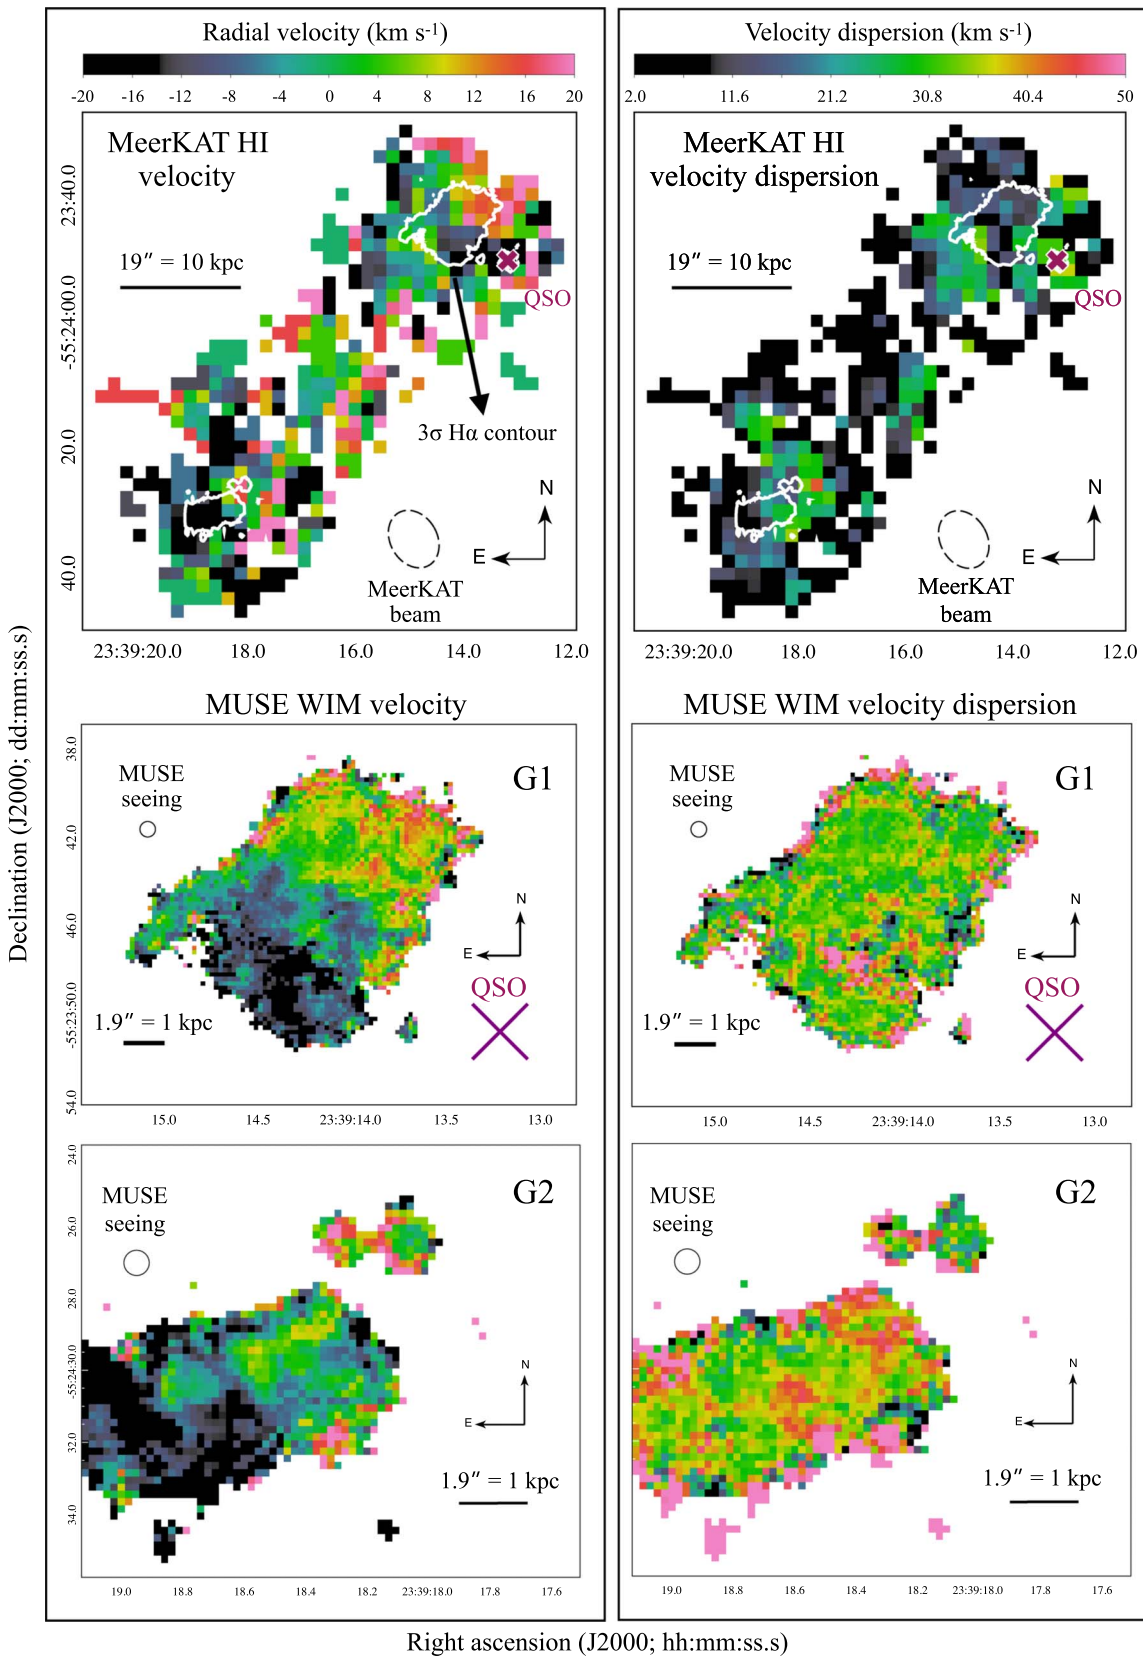 Radial velocity (km s-1)
-20 -16 -12 -8 -4 0 4 8 12 16 20
MeerKAT HI
velocity
19″ = 10 kpc
QSO
3σ Hα contour
N
E
MeerKAT
beam
23:40.0
-55:24:00.0
20.0
40.0
23:39:20.0 18.0 16.0 14.0 12.0
Velocity dispersion (km s-1)
2.0 11.6 21.2 30.8 40.4 50
MeerKAT HI
velocity dispersion
19″ = 10 kpc
QSO
N
E
MeerKAT
beam
23:39:20.0 18.0 16.0 14.0 12.0
MUSE WIM velocity
MUSE
seeing
G1
N
E
QSO
1.9″ = 1 kpc
38.0
42.0
46.0
-55:23:50.0
54.0
15.0 14.5 23:39:14.0 13.5 13.0
MUSE WIM velocity dispersion
MUSE
seeing
G1
N
E
QSO
1.9″ = 1 kpc
15.0 14.5 23:39:14.0 13.5 13.0
MUSE
seeing
G2
N
E
1.9″ = 1 kpc
24.0
26.0
28.0
-55:24:30.0
32.0
34.0
19.0 18.8 18.6 18.4 18.2 23:39:18.0 17.8 17.6
MUSE
seeing
G2
N
E
1.9″ = 1 kpc
19.0 18.8 18.6 18.4 18.2 23:39:18.0 17.8 17.6
Declination (J2000; dd:mm:ss.s)
Right ascension (J2000; hh:mm:ss.s)